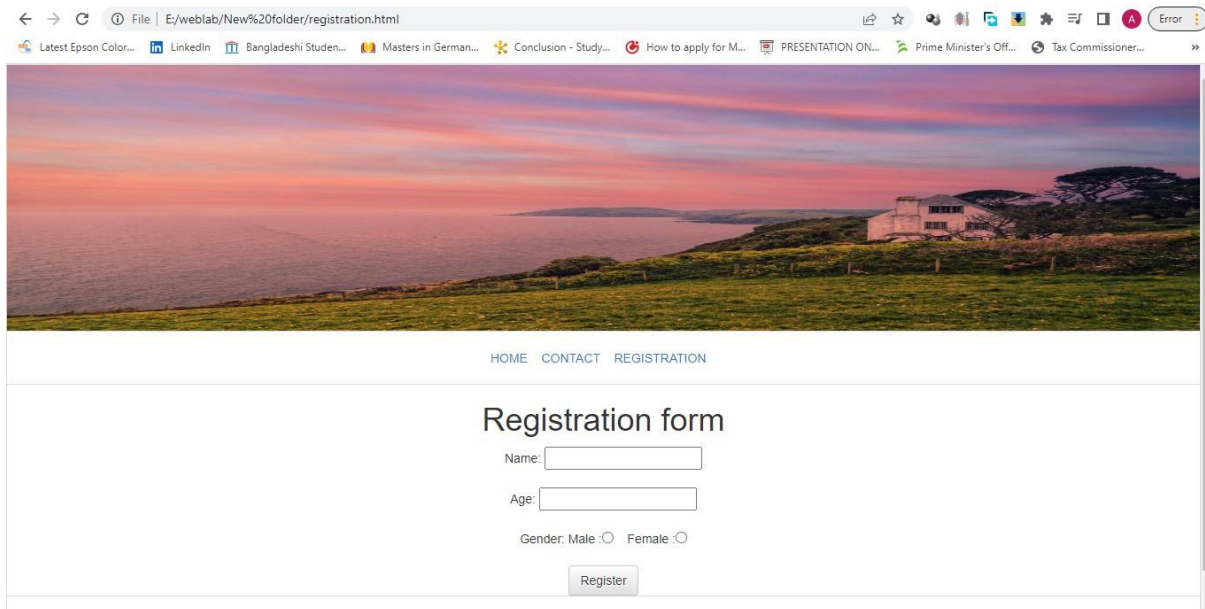 File | E:/weblab/New%20folder/registration.html
A Error
Latest Epson Color... in LinkedIn Bangladeshi Studen... Masters in German... Conclusion - Study... How to apply for M... PRESENTATION ON... Prime Minister's Off... Tax Commissioner... »
HOME CONTACT REGISTRATION
Registration form
Name:
Age:
Gender: Male : Female :
Register